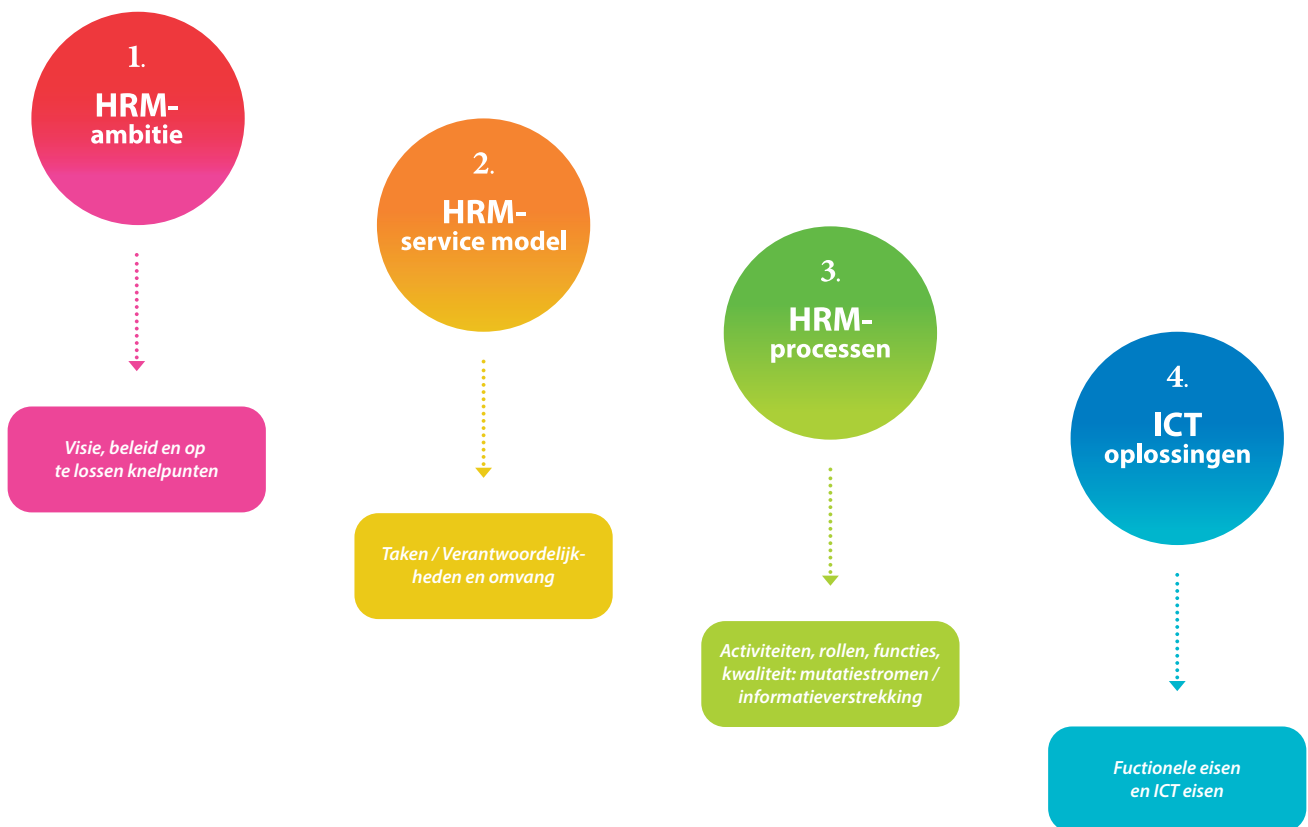 1.
HRM-
ambitie
Visie, beleid en op
te lossen knelpunten
2.
HRM-
service model
Taken / Verantwoordelijk-
heden en omvang
3.
HRM-
processen
Activiteiten, rollen, functies,
kwaliteit: mutatiestromen /
informatieverstrekking
4.
ICT
oplossingen
Fuctionele eisen
en ICT eisen